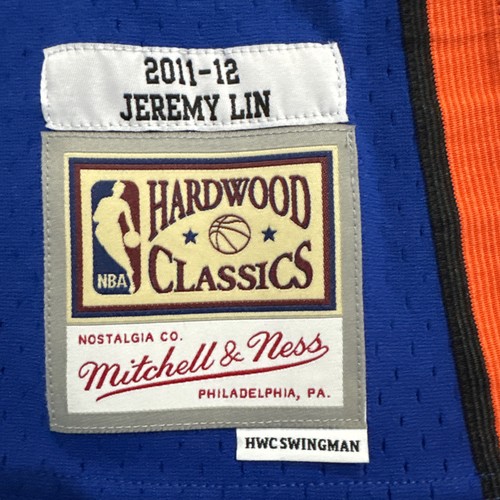 2011-12
JEREMY LIN
HARDWOOD
CLASSICS
NBA
NOSTALGIA CO.
Mitchell & Ness
PHILADELPHIA, PA.
HWC SWINGMAN